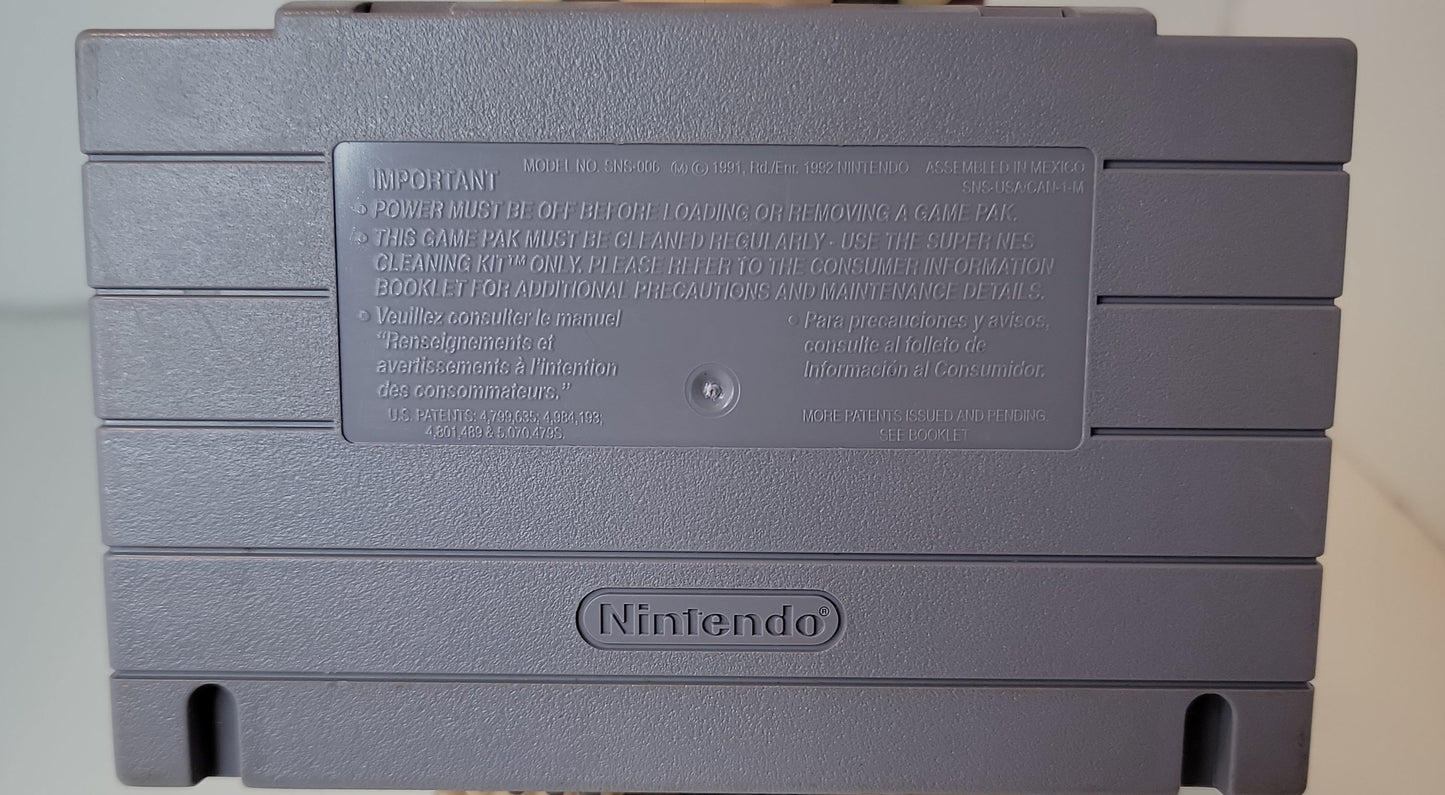 MODEL NO. SNS-006 Ⓜ © 1991, Rd./Enr. 1992 NINTENDO ASSEMBLED IN MEXICO
IMPORTANT
SNS-USA/CAN-1-M
• POWER MUST BE OFF BEFORE LOADING OR REMOVING A GAME PAK.
• THIS GAME PAK MUST BE CLEANED REGULARLY - USE THE SUPER NES
CLEANING KIT™ ONLY. PLEASE REFER TO THE CONSUMER INFORMATION
BOOKLET FOR ADDITIONAL PRECAUTIONS AND MAINTENANCE DETAILS.
• Veuillez consulter le manuel
"Renseignements et
avertissements à l'intention
des consommateurs."
• Para precauciones y avisos,
consulte al folleto de
Información al Consumidor.
U.S. PATENTS: 4,799,635; 4,984,193;
4,801,489 & 5,070,479S.
MORE PATENTS ISSUED AND PENDING.
SEE BOOKLET
Nintendo®